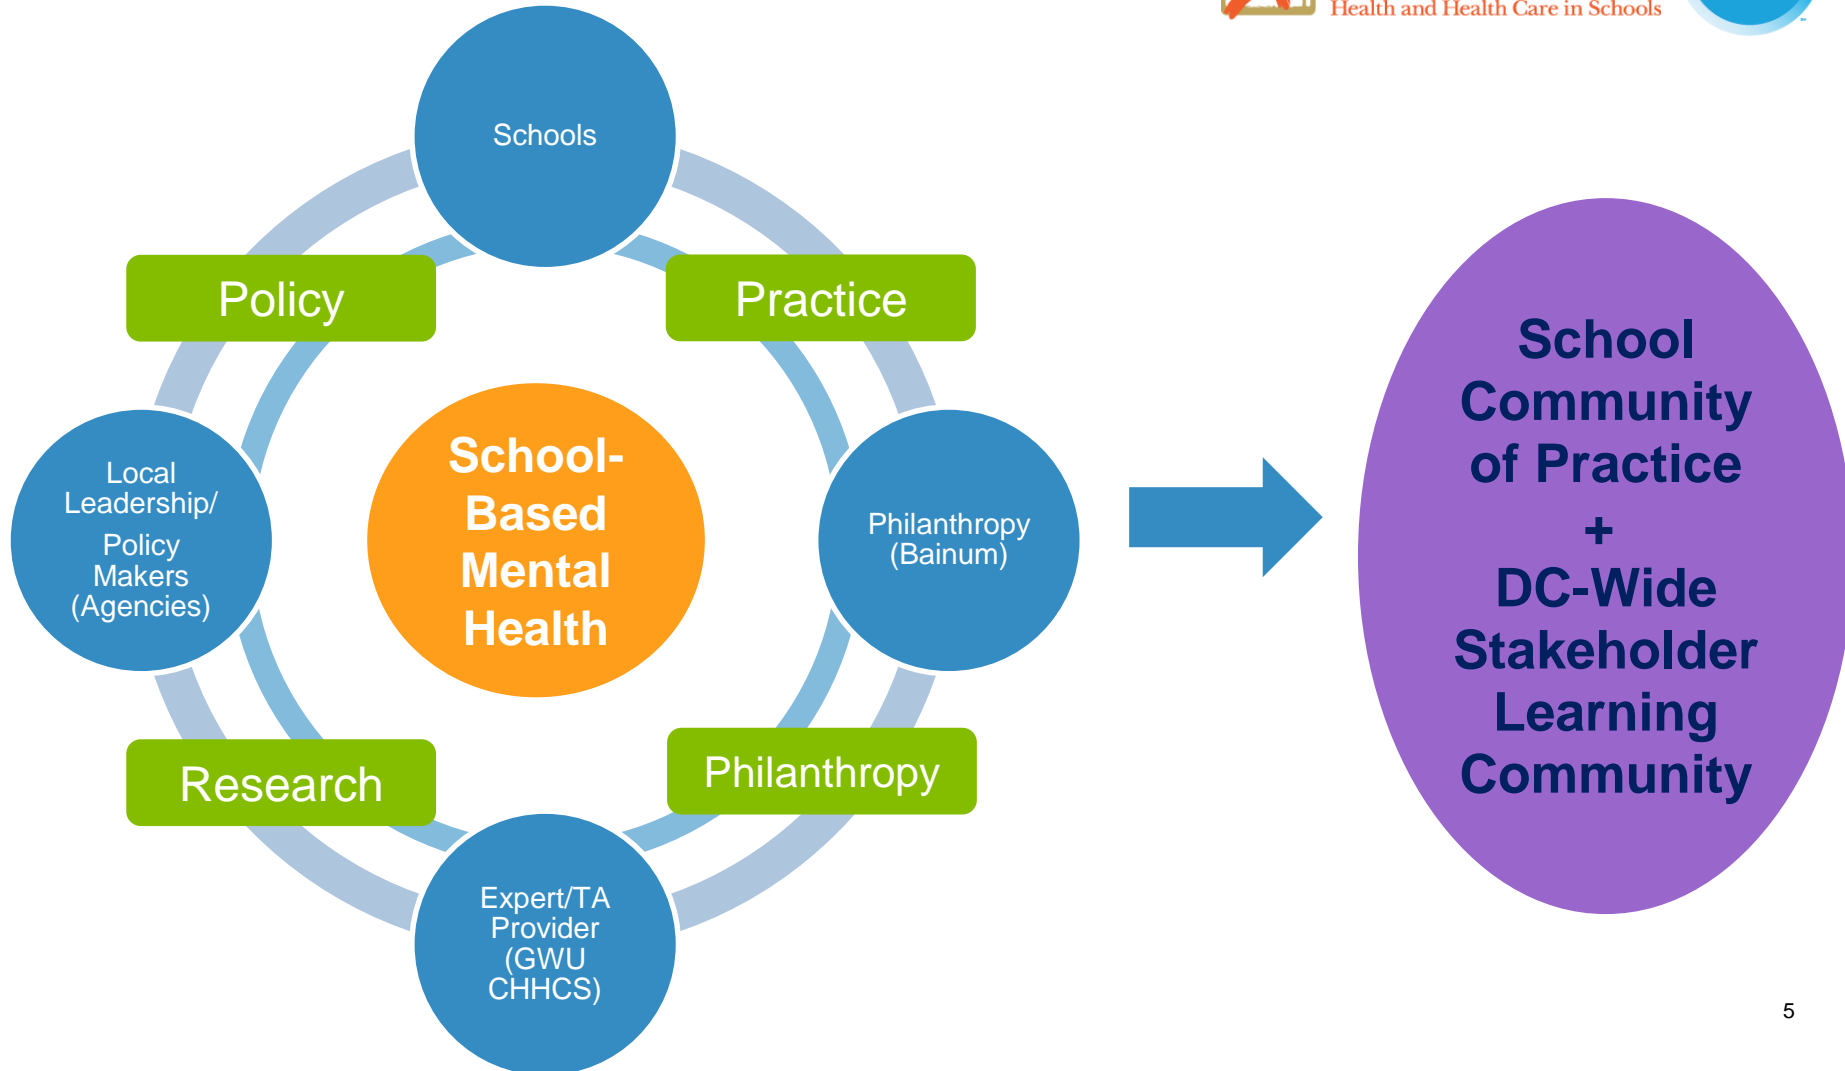 Health and Health Care in Schools
Schools
Policy
Practice
Local
Leadership/
Policy
Makers
(Agencies)
School-
Based
Mental
Health
Philanthropy
(Bainum)
Research
Philanthropy
Expert/TA
Provider
(GWU
CHHCS)
School
Community
of Practice
+
DC-Wide
Stakeholder
Learning
Community
5